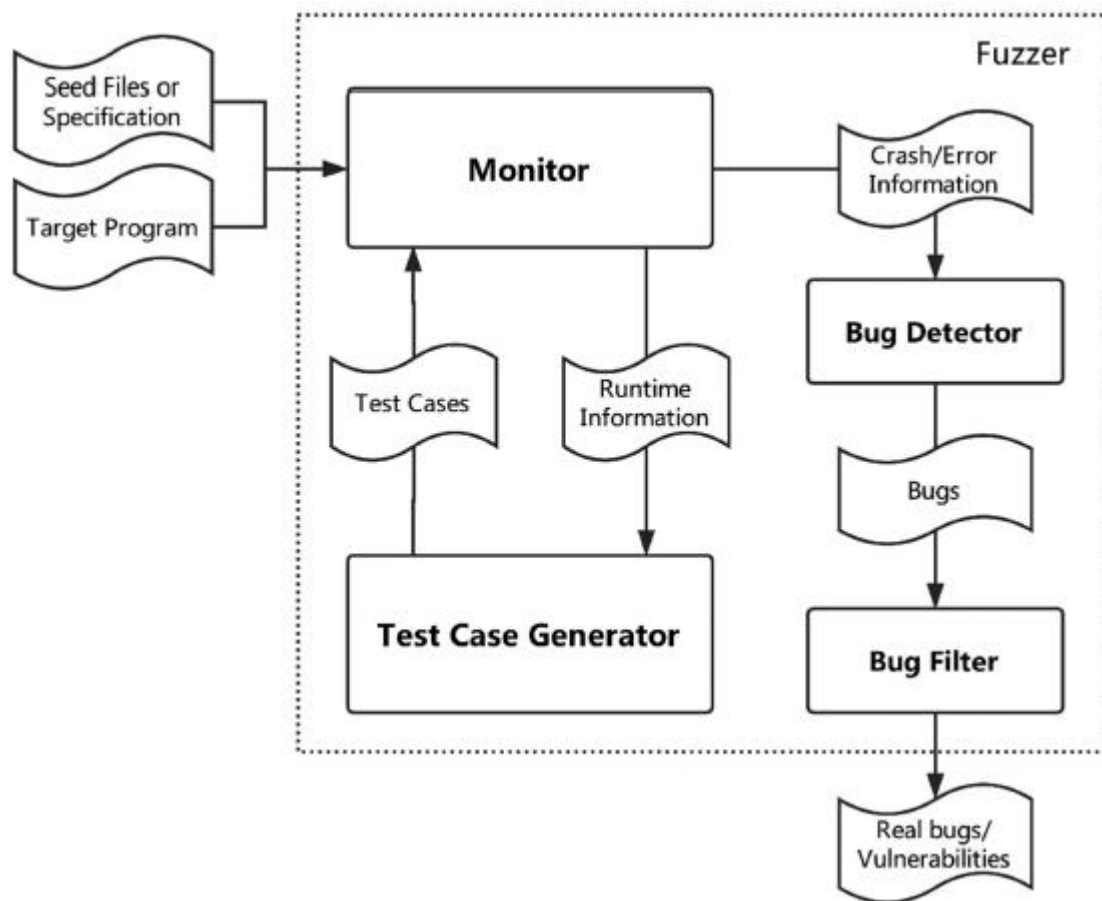 Fuzzer
Seed Files or
Specification
Target Program
Monitor
Crash/Error
Information
Bug Detector
Test Cases
Runtime
Information
Bugs
Test Case Generator
Bug Filter
Real bugs/
Vulnerabilities